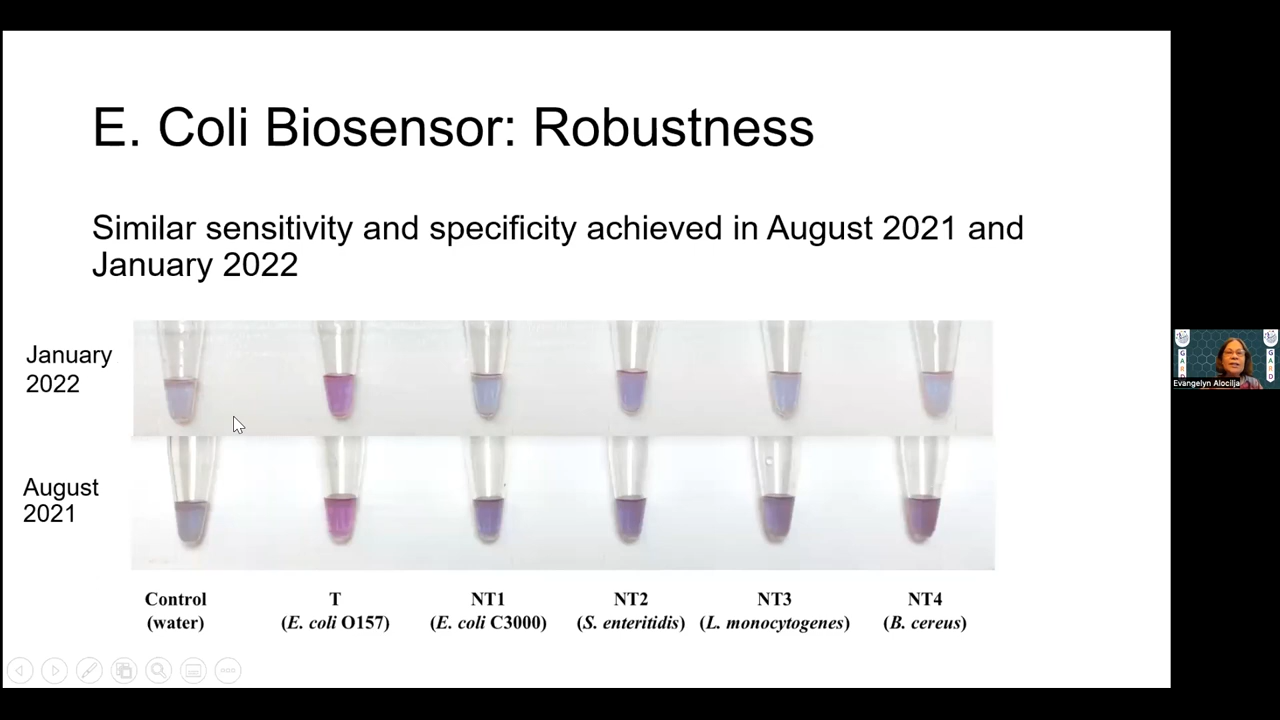 E. Coli Biosensor: Robustness
Similar sensitivity and specificity achieved in August 2021 and
January 2022
January
2022
August
2021
Control
(water)
T
(E. coli O157)
NT1
(E. coli C3000)
NT2
(S. enteritidis)
NT3
(L. monocytogenes)
NT4
(B. cereus)
G
A
R
D
G
A
R
D
Evangelyn Alocilja